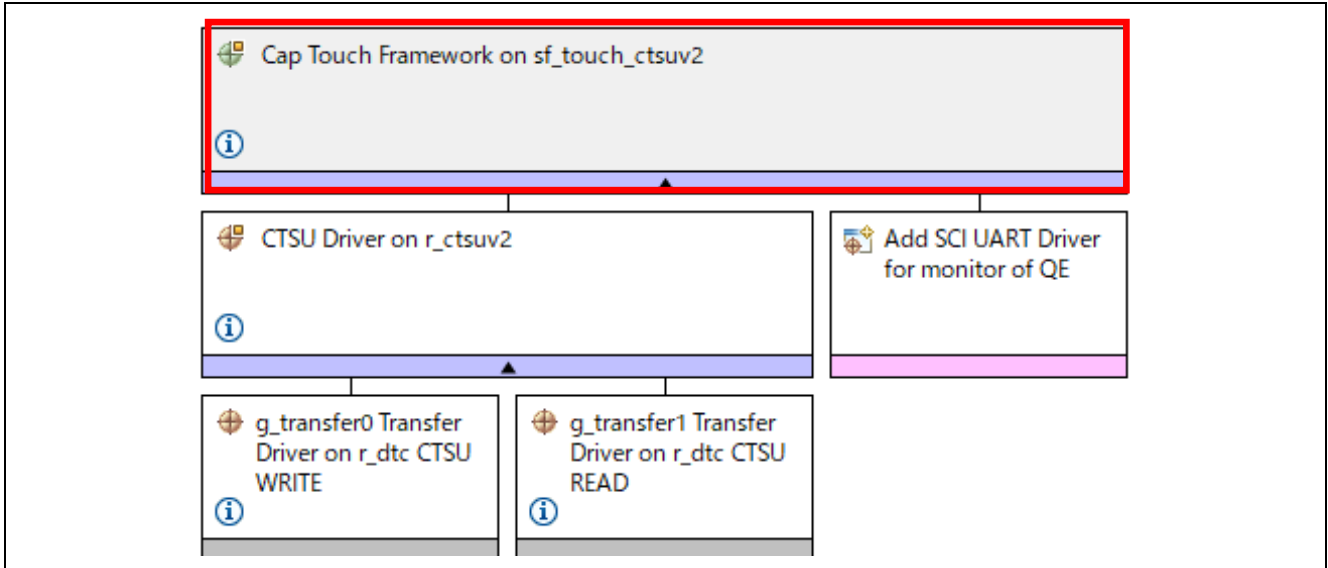 Cap Touch Framework on sf_touch_ctsuv2
CTSU Driver on r_ctsuv2
Add SCI UART Driver
for monitor of QE
g_transfer0 Transfer
Driver on r_dtc CTSU
WRITE
g_transfer1 Transfer
Driver on r_dtc CTSU
READ